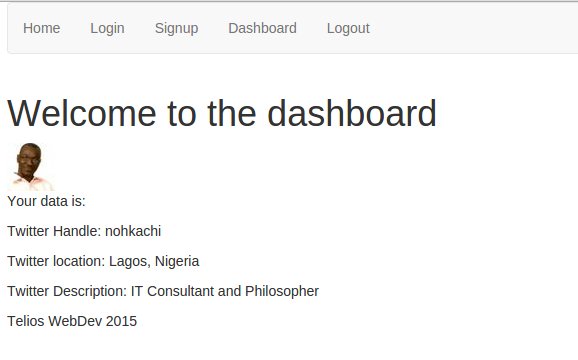 Home Login Signup Dashboard Logout
Welcome to the dashboard
Your data is:
Twitter Handle: nohkachi
Twitter location: Lagos, Nigeria
Twitter Description: IT Consultant and Philosopher
Telios WebDev 2015